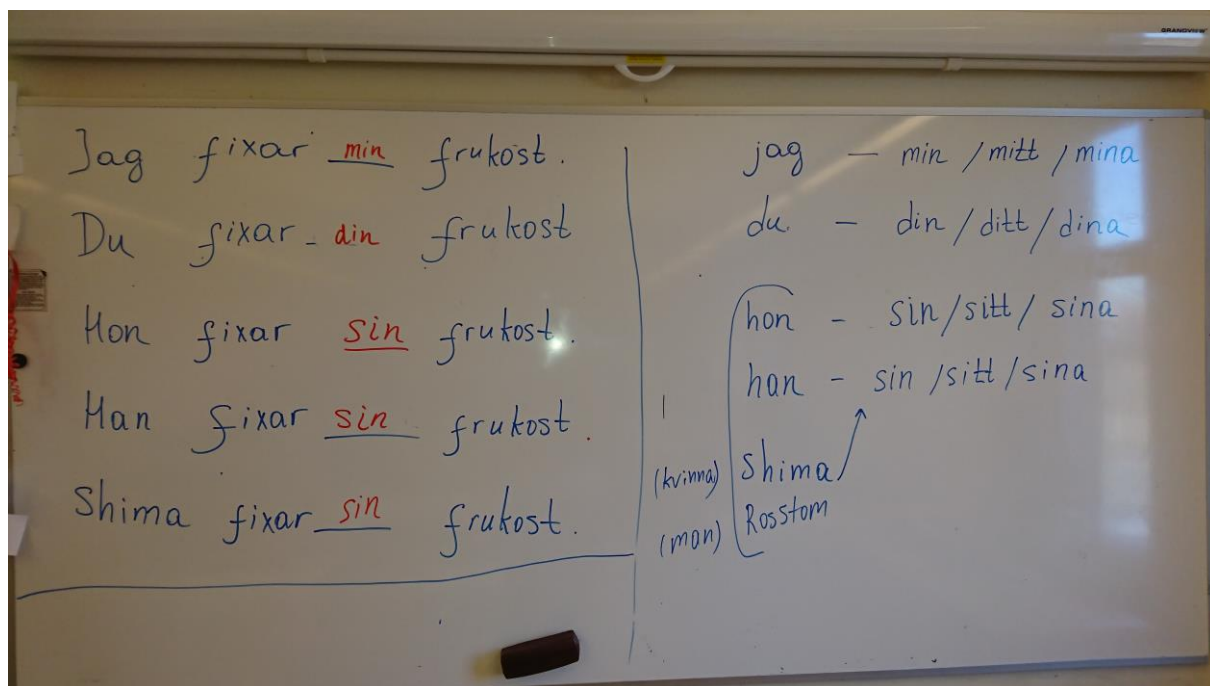 GRANDVIEW
Jag fixar min frukost.
Du fixar din frukost
Hon fixar sin frukost.
Han fixar sin frukost.
Shima fixar sin frukost.
jag – min / mitt / mina
du. – din / ditt / dina
hon – sin/sitt/ sina
han – sin /sitt /sina
(kvinna) Shima
(man) Rosstom